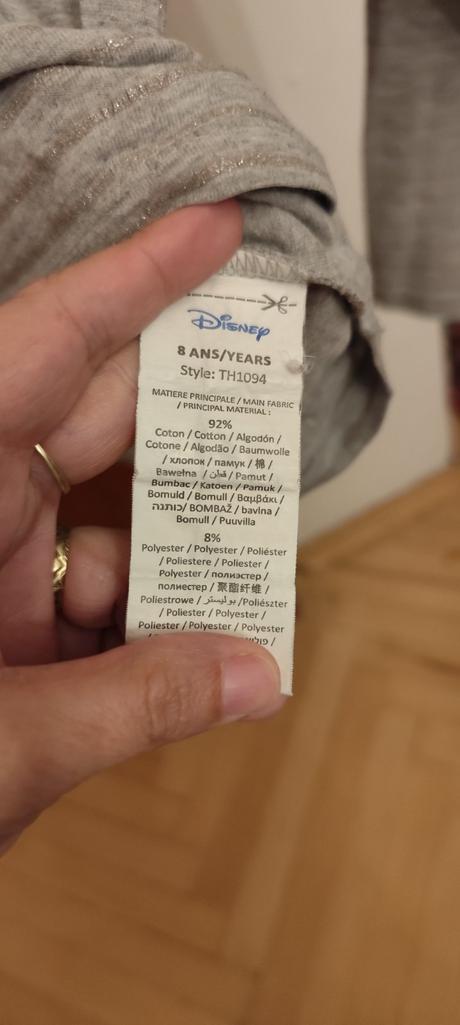 Disney
8 ANS/YEARS
Style: TH1094
MATIERE PRINCIPALE / MAIN FABRIC
/ PRINCIPAL MATERIAL :
92%
Coton / Cotton / Algodón /
Cotone / Algodão / Baumwolle
/ хлопок / памук / 棉 /
Bawełna / قطن / Pamut /
Bumbac / Katoen / Pamuk /
Bomuld / Bomull / Βαμβάκι /
כותנה/ BOMBAŽ / bavlna /
Bomull / Puuvilla
8%
Polyester / Polyester / Poliéster
/ Poliestere / Poliester /
Polyester / полиэстер /
полиестер / 聚酯纤维 /
Poliestrowe / بوليستر /Poliészter
/ Poliester / Polyester /
Poliester / Polyester / Polyester